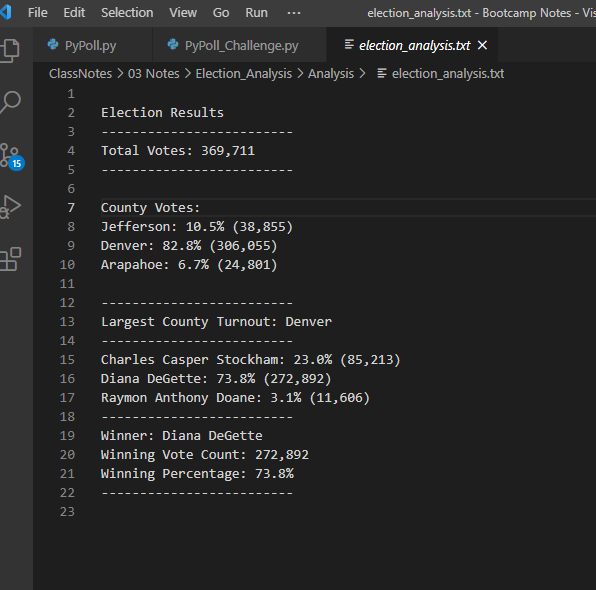 File Edit Selection View Go Run ··· election_analysis.txt - Bootcamp Notes - Vis
PyPoll.py PyPoll_Challenge.py election_analysis.txt
ClassNotes > 03 Notes > Election_Analysis > Analysis > election_analysis.txt
1
2 Election Results
3 -------------------------
4 Total Votes: 369,711
5 -------------------------
6
7 County Votes:
8 Jefferson: 10.5% (38,855)
9 Denver: 82.8% (306,055)
10 Arapahoe: 6.7% (24,801)
11
12 -------------------------
13 Largest County Turnout: Denver
14 -------------------------
15 Charles Casper Stockham: 23.0% (85,213)
16 Diana DeGette: 73.8% (272,892)
17 Raymon Anthony Doane: 3.1% (11,606)
18 -------------------------
19 Winner: Diana DeGette
20 Winning Vote Count: 272,892
21 Winning Percentage: 73.8%
22 -------------------------
23
15